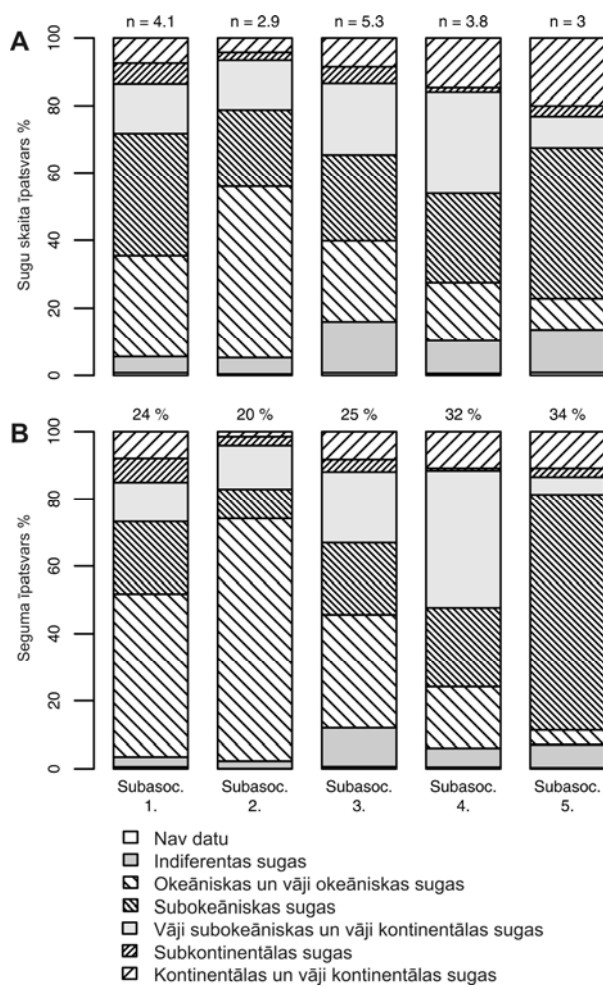 A
n = 4.1 n = 2.9 n = 5.3 n = 3.8 n = 3
Sugu skaita īpatsvars %
100
80
60
40
20
0
B
24 % 20 % 25 % 32 % 34 %
Seguma īpatsvars %
100
80
60
40
20
0
Subasoc. Subasoc. Subasoc. Subasoc. Subasoc.
1. 2. 3. 4. 5.
Nav datu
Indiferentas sugas
Okeāniskas un vāji okeāniskas sugas
Subokeāniskas sugas
Vāji subokeāniskas un vāji kontinentālas sugas
Subkontinentālas sugas
Kontinentālas un vāji kontinentālas sugas